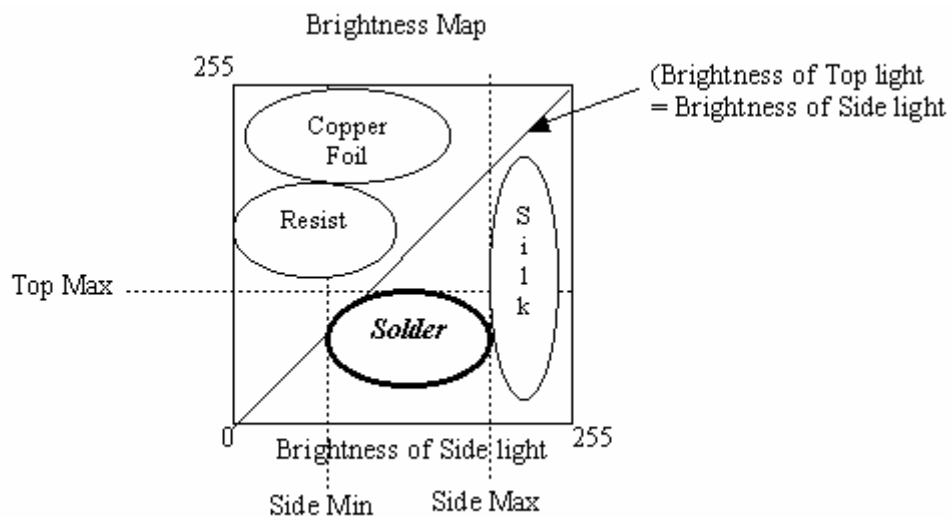 Brightness Map
255
(Brightness of Top light
= Brightness of Side light
Copper
Foil
Resist
S
i
l
k
Top Max
Solder
0
Brightness of Side light
255
Side Min
Side Max